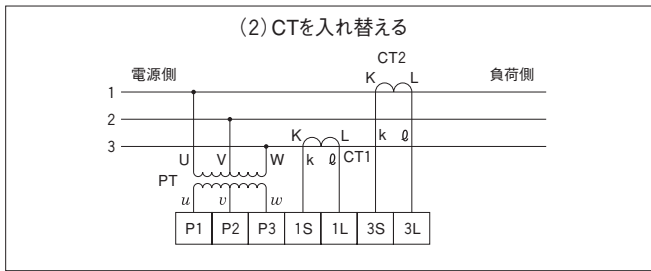 (2)CTを入れ替える
CT2
電源側 K L 負荷側
1
2 k ℓ
K L
3
U V W k ℓ CT1
PT
u v w
P1 P2 P3 1S 1L 3S 3L